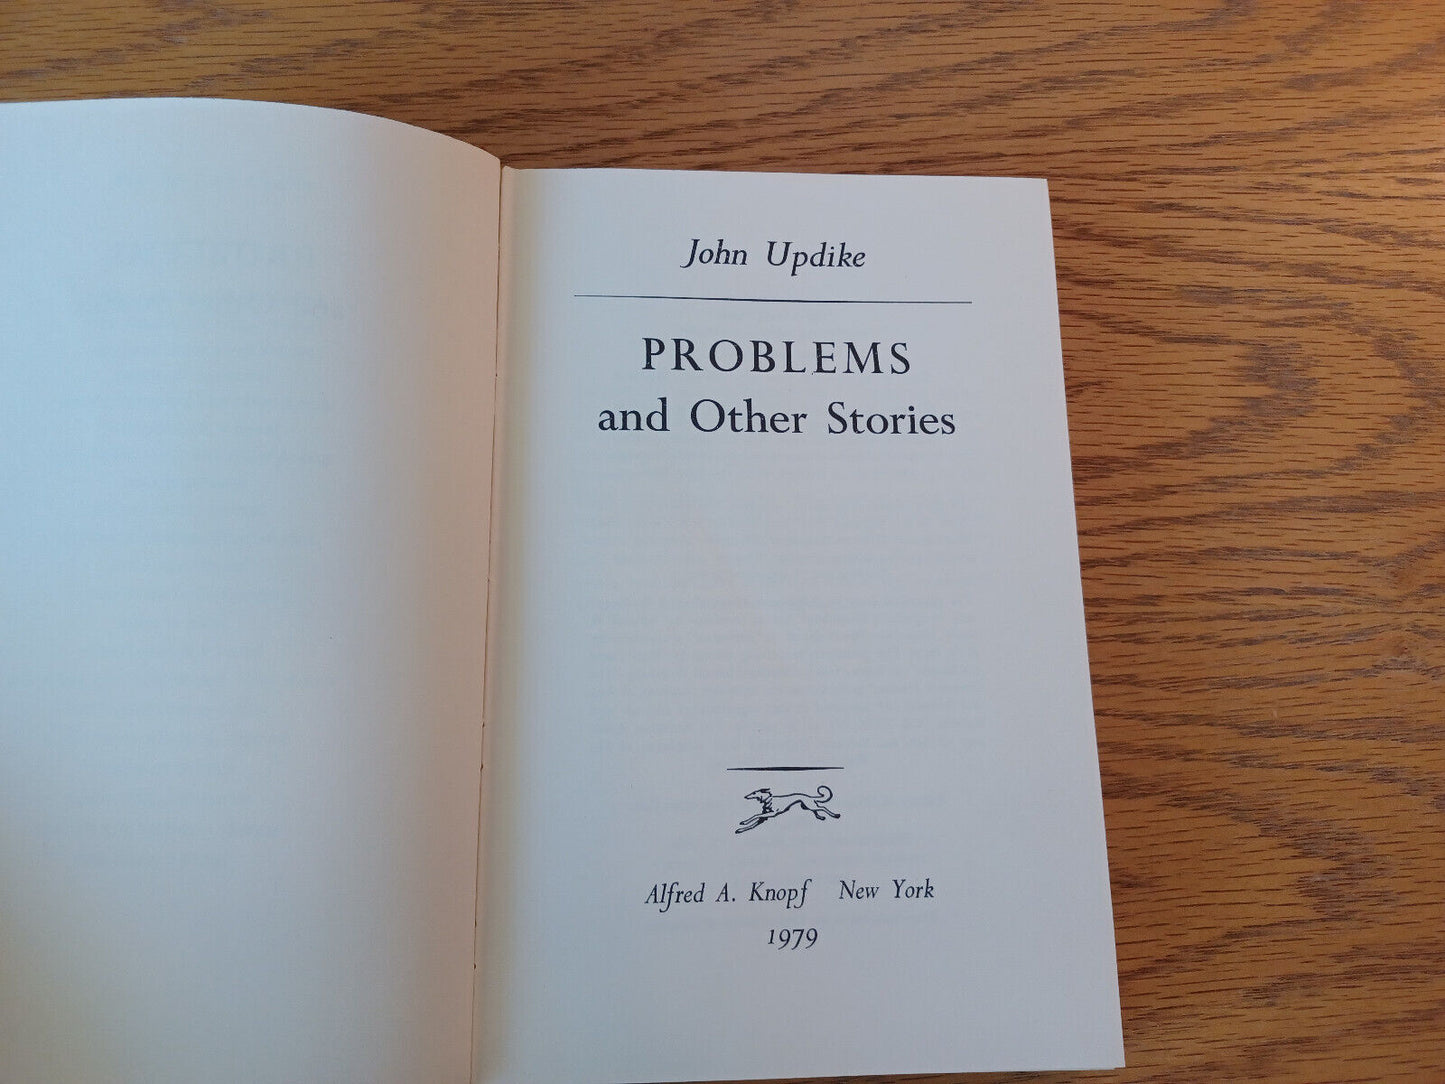 John Updike
PROBLEMS
and Other Stories
Alfred A. Knopf New York
1979